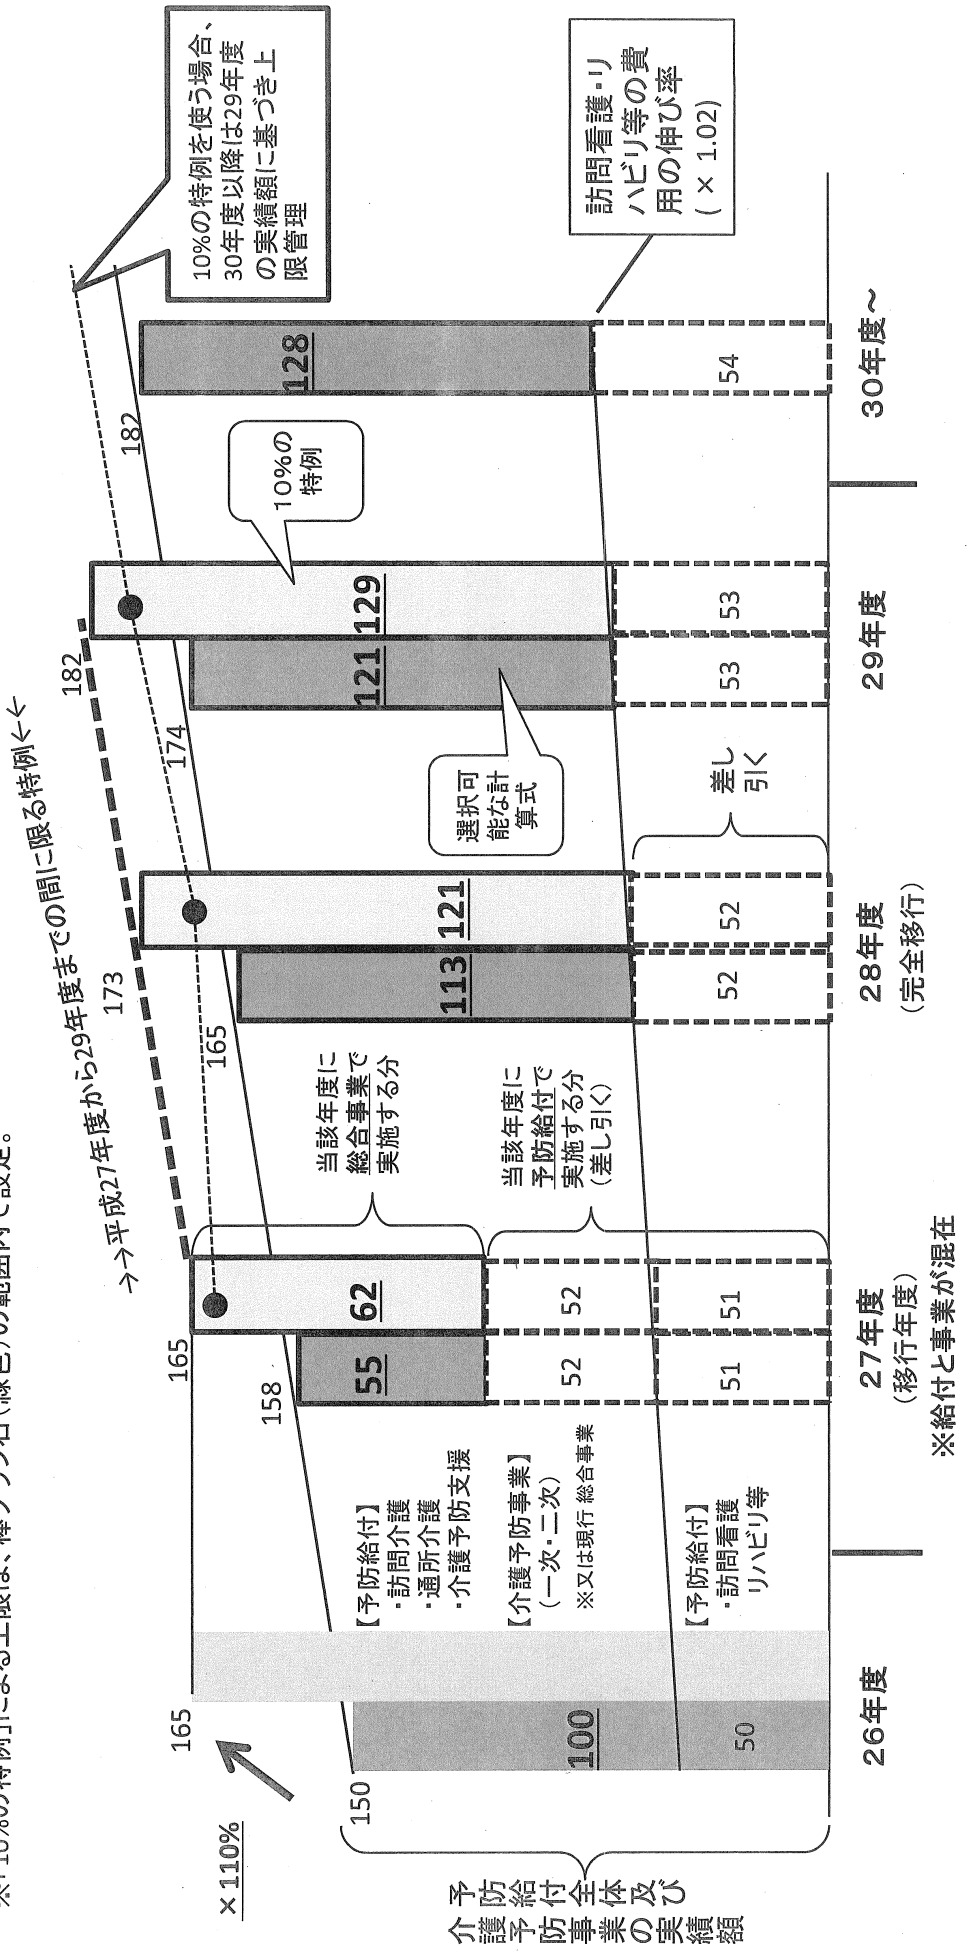 ※「10%の特例」による上限は、棒グラフ右(緑色)の範囲内で設定。
→→平成27年度から29年度までの間に限る特例←←
×110%
165
165
173
182
150
158
165
174
182
10%の特例を使う場合、
30年度以降は29年度
の実績額に基づき上
限管理
予防給付全体及び
介護予防事業の実績
額
100
50
【予防給付】
・訪問介護
・通所介護
・介護予防支援
【介護予防事業】
(一次・二次)
※又は現行 総合事業
【予防給付】
・訪問看護
リハビリ等
55
62
52
52
51
51
当該年度に
総合事業で
実施する分
当該年度に
予防給付で
実施する分
(差し引く)
113
121
52
52
差し
引く
選択可
能な計
算式
121
129
53
53
10%の
特例
128
54
訪問看護・リ
ハビリ等の費
用の伸び率
(×1.02)
26年度
27年度
(移行年度)
※給付と事業が混在
28年度
(完全移行)
29年度
30年度～